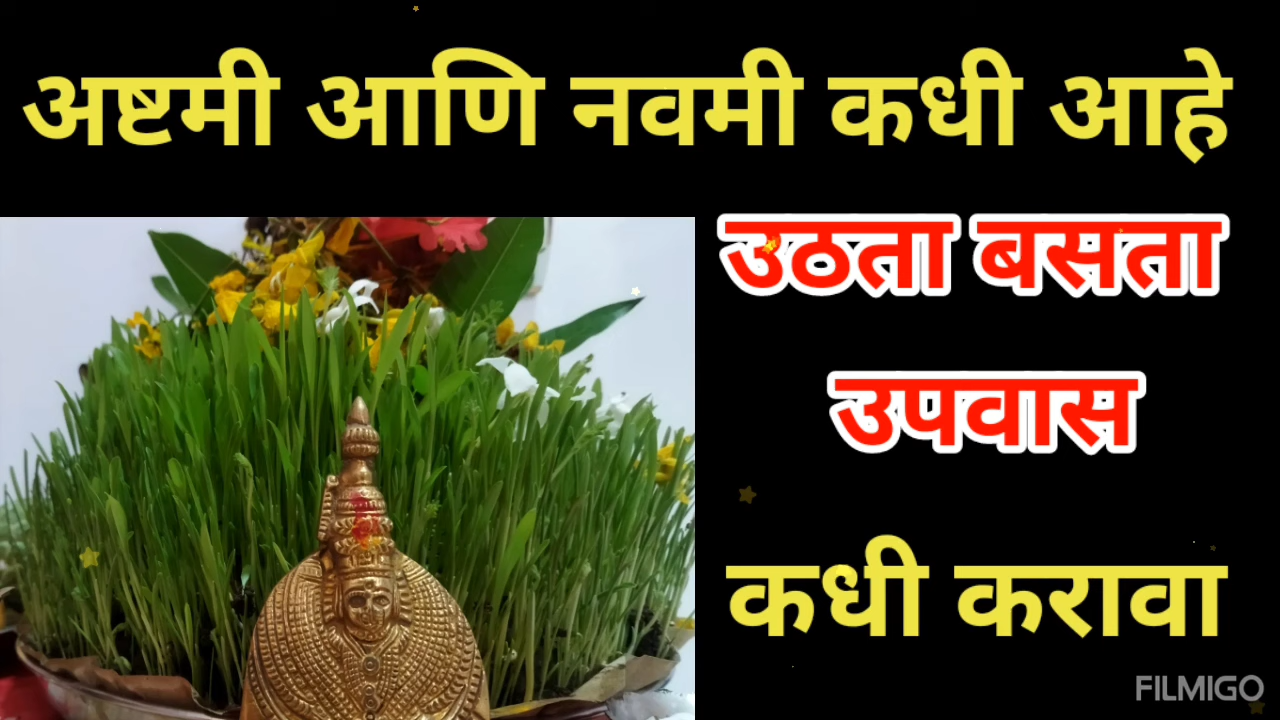 अष्टमी आणि नवमी कधी आहे
उठता बसता
उपवास
कधी करावा
FILMIGO